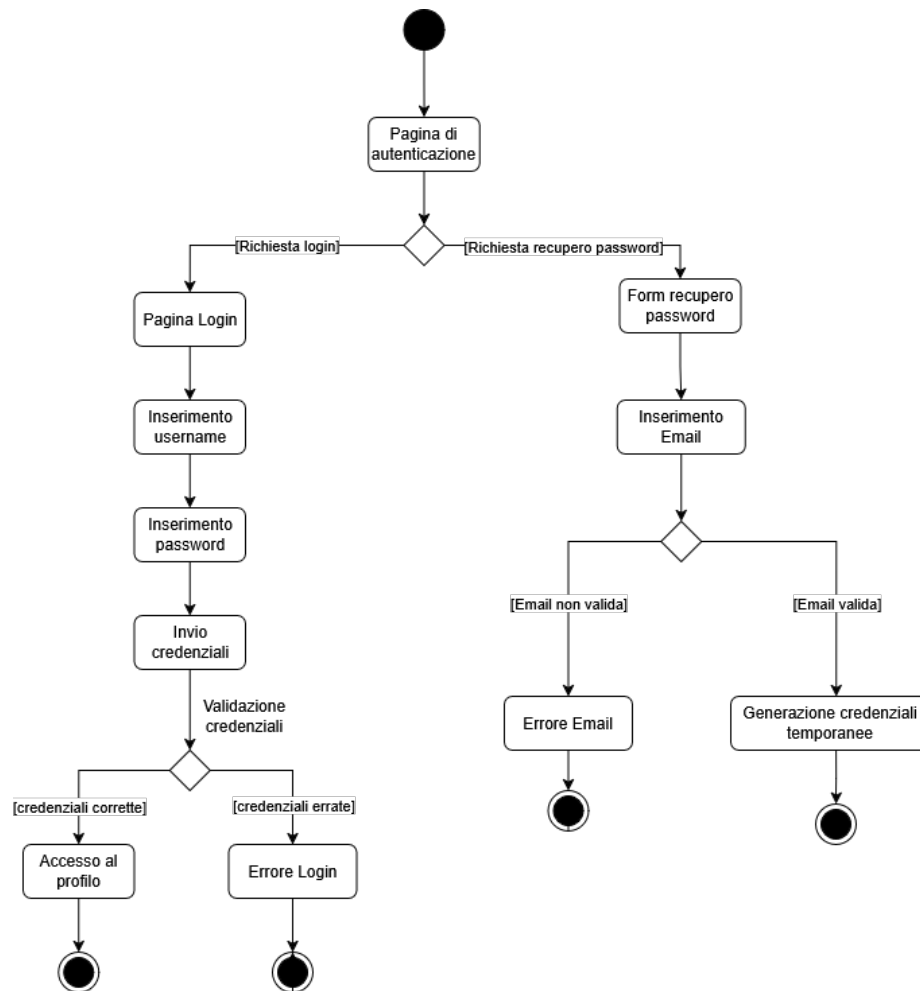 Pagina di
autenticazione
[Richiesta login]
[Richiesta recupero password]
Pagina Login
Form recupero
password
Inserimento
username
Inserimento
Email
Inserimento
password
[Email non valida]
[Email valida]
Invio
credenziali
Validazione
credenziali
Errore Email
Generazione credenziali
temporanee
[credenziali corrette]
[credenziali errate]
Accesso al
profilo
Errore Login